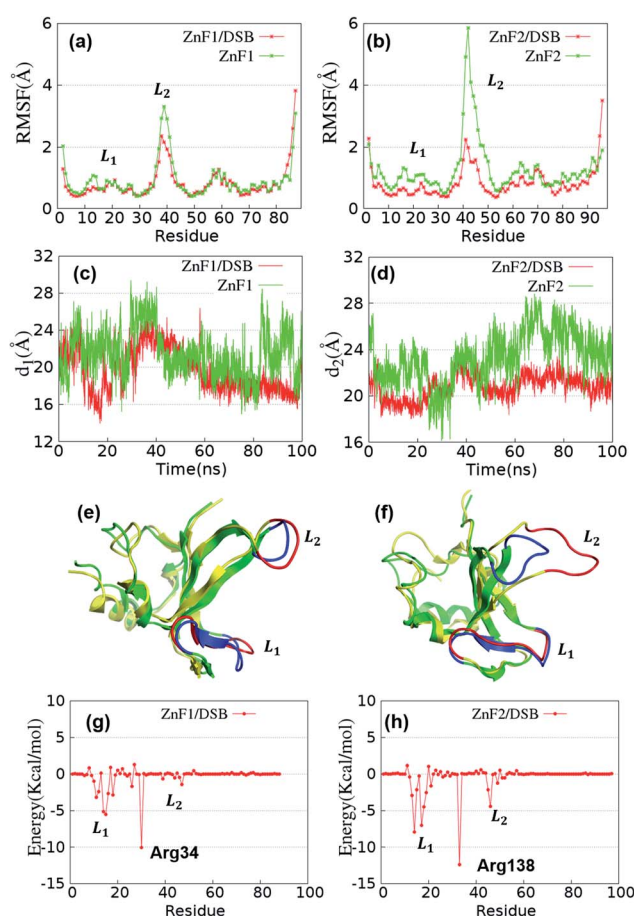 (a) ZnF1/DSB
ZnF1
RMSF(Å)
6
4
2
0
L1
L2
0 10 20 30 40 50 60 70 80
Residue
(b) ZnF2/DSB
ZnF2
RMSF(Å)
6
4
2
0
L1
L2
0 10 20 30 40 50 60 70 80 90
Residue
(c) ZnF1/DSB
ZnF1
d1(Å)
32
28
24
20
16
12
0 20 40 60 80 100
Time(ns)
(d) ZnF2/DSB
ZnF2
d2(Å)
32
28
24
20
16
0 20 40 60 80 100
Time(ns)
(e)
L2
L1
(f)
L2
L1
(g) ZnF1/DSB
Energy(Kcal/mol)
10
5
0
-5
-10
-15
L1
L2
Arg34
0 20 40 60 80 100
Residue
(h) ZnF2/DSB
Energy(Kcal/mol)
10
5
0
-5
-10
-15
L1
L2
Arg138
0 20 40 60 80 100
Residue